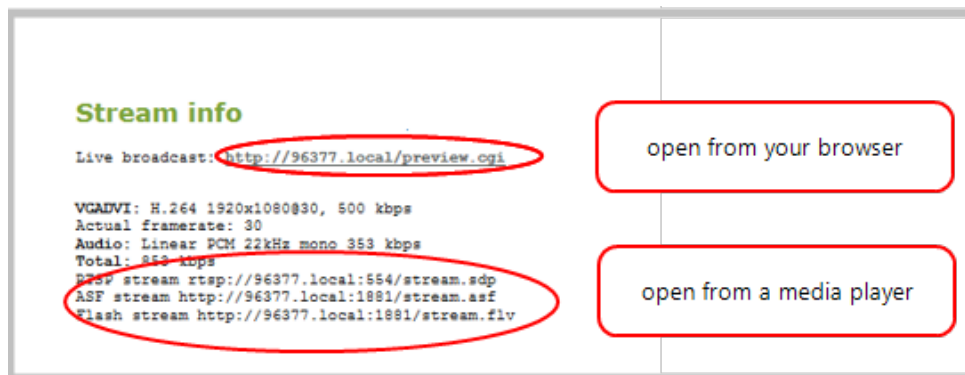 Stream info
Live broadcast: http://96377.local/preview.cgi
open from your browser
VGADVI: H.264 1920x1080@30, 500 kbps
Actual framerate: 30
Audio: Linear PCM 22kHz mono 353 kbps
Total: 853 kbps
RTSP stream rtsp://96377.local:554/stream.sdp
ASF stream http://96377.local:1881/stream.asf
Flash stream http://96377.local:1881/stream.flv
open from a media player